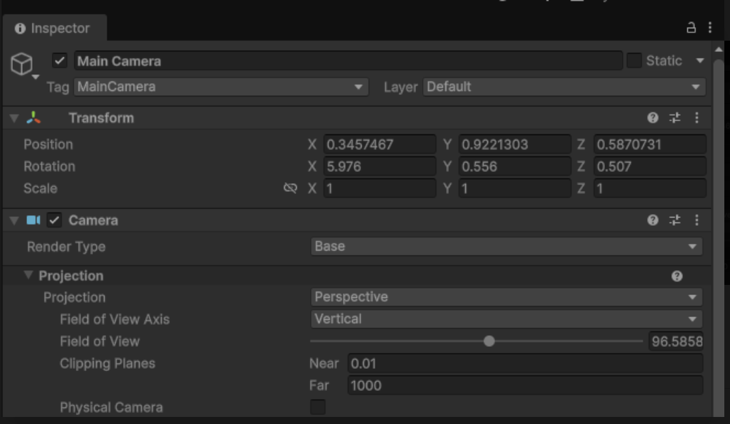 Inspector
Main Camera Static
Tag MainCamera Layer Default
Transform
Position X 0.3457467 Y 0.9221303 Z 0.5870731
Rotation X 5.976 Y 0.556 Z 0.507
Scale X 1 Y 1 Z 1
Camera
Render Type Base
Projection
Projection Perspective
Field of View Axis Vertical
Field of View 96.5858
Clipping Planes Near 0.01
Far 1000
Physical Camera